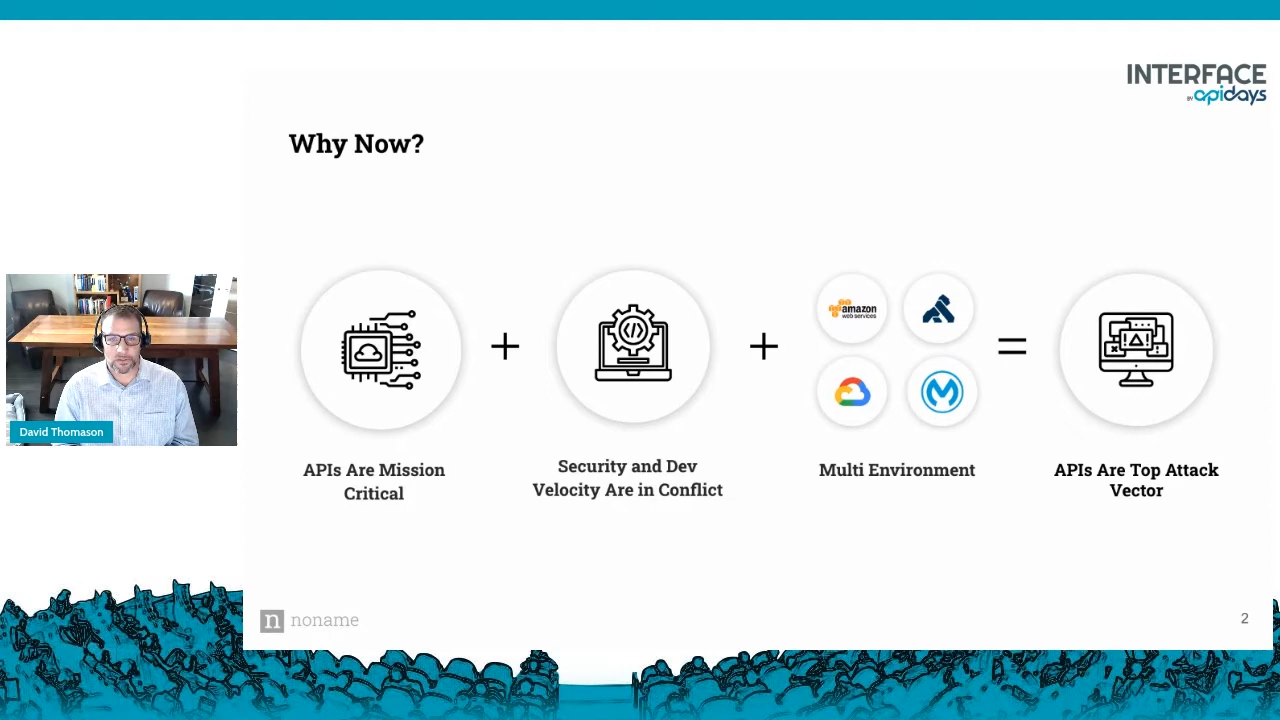 INTERFACE
BY apidays
Why Now?
David Thomason
amazon
web services
APIs Are Mission
Critical
Security and Dev
Velocity Are in Conflict
Multi Environment
APIs Are Top Attack
Vector
n noname
2